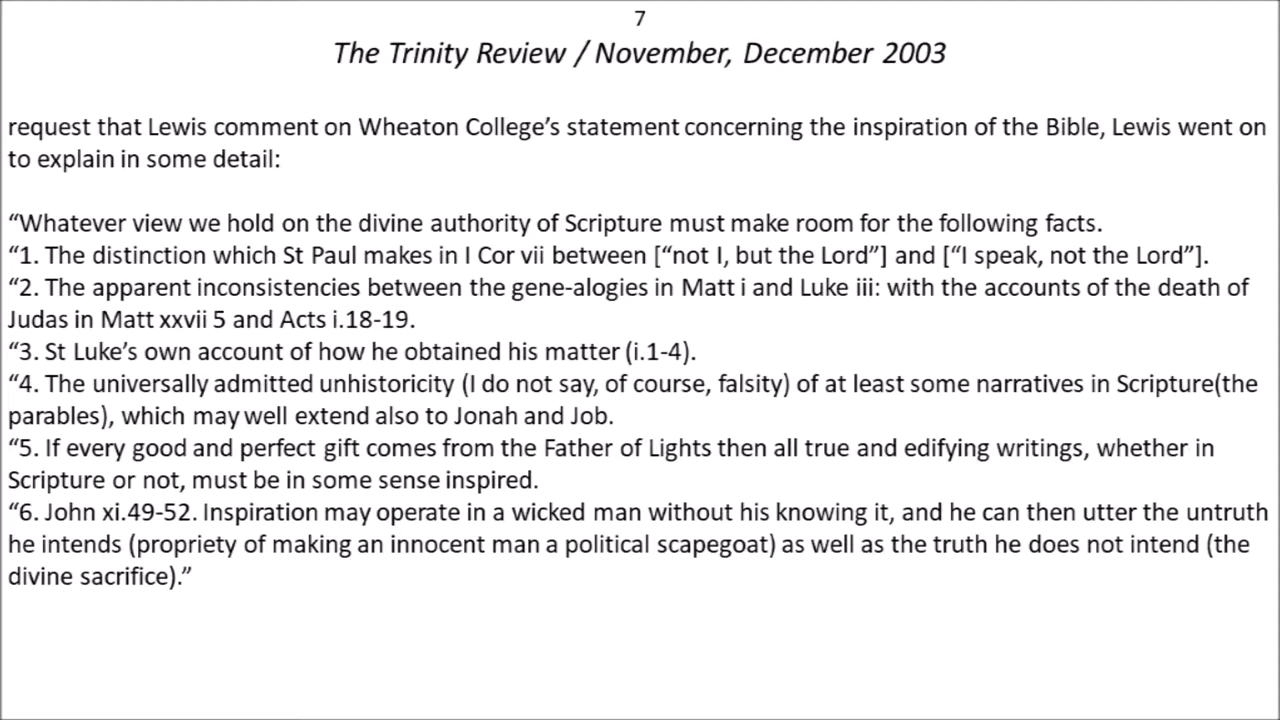 7
The Trinity Review / November, December 2003
request that Lewis comment on Wheaton College’s statement concerning the inspiration of the Bible, Lewis went on
to explain in some detail:
“Whatever view we hold on the divine authority of Scripture must make room for the following facts.
“1. The distinction which St Paul makes in I Cor vii between [“not I, but the Lord”] and [“I speak, not the Lord”].
“2. The apparent inconsistencies between the gene-alogies in Matt i and Luke iii: with the accounts of the death of
Judas in Matt xxvii 5 and Acts i.18-19.
“3. St Luke’s own account of how he obtained his matter (i.1-4).
“4. The universally admitted unhistoricity (I do not say, of course, falsity) of at least some narratives in Scripture(the
parables), which may well extend also to Jonah and Job.
“5. If every good and perfect gift comes from the Father of Lights then all true and edifying writings, whether in
Scripture or not, must be in some sense inspired.
“6. John xi.49-52. Inspiration may operate in a wicked man without his knowing it, and he can then utter the untruth
he intends (propriety of making an innocent man a political scapegoat) as well as the truth he does not intend (the
divine sacrifice).”